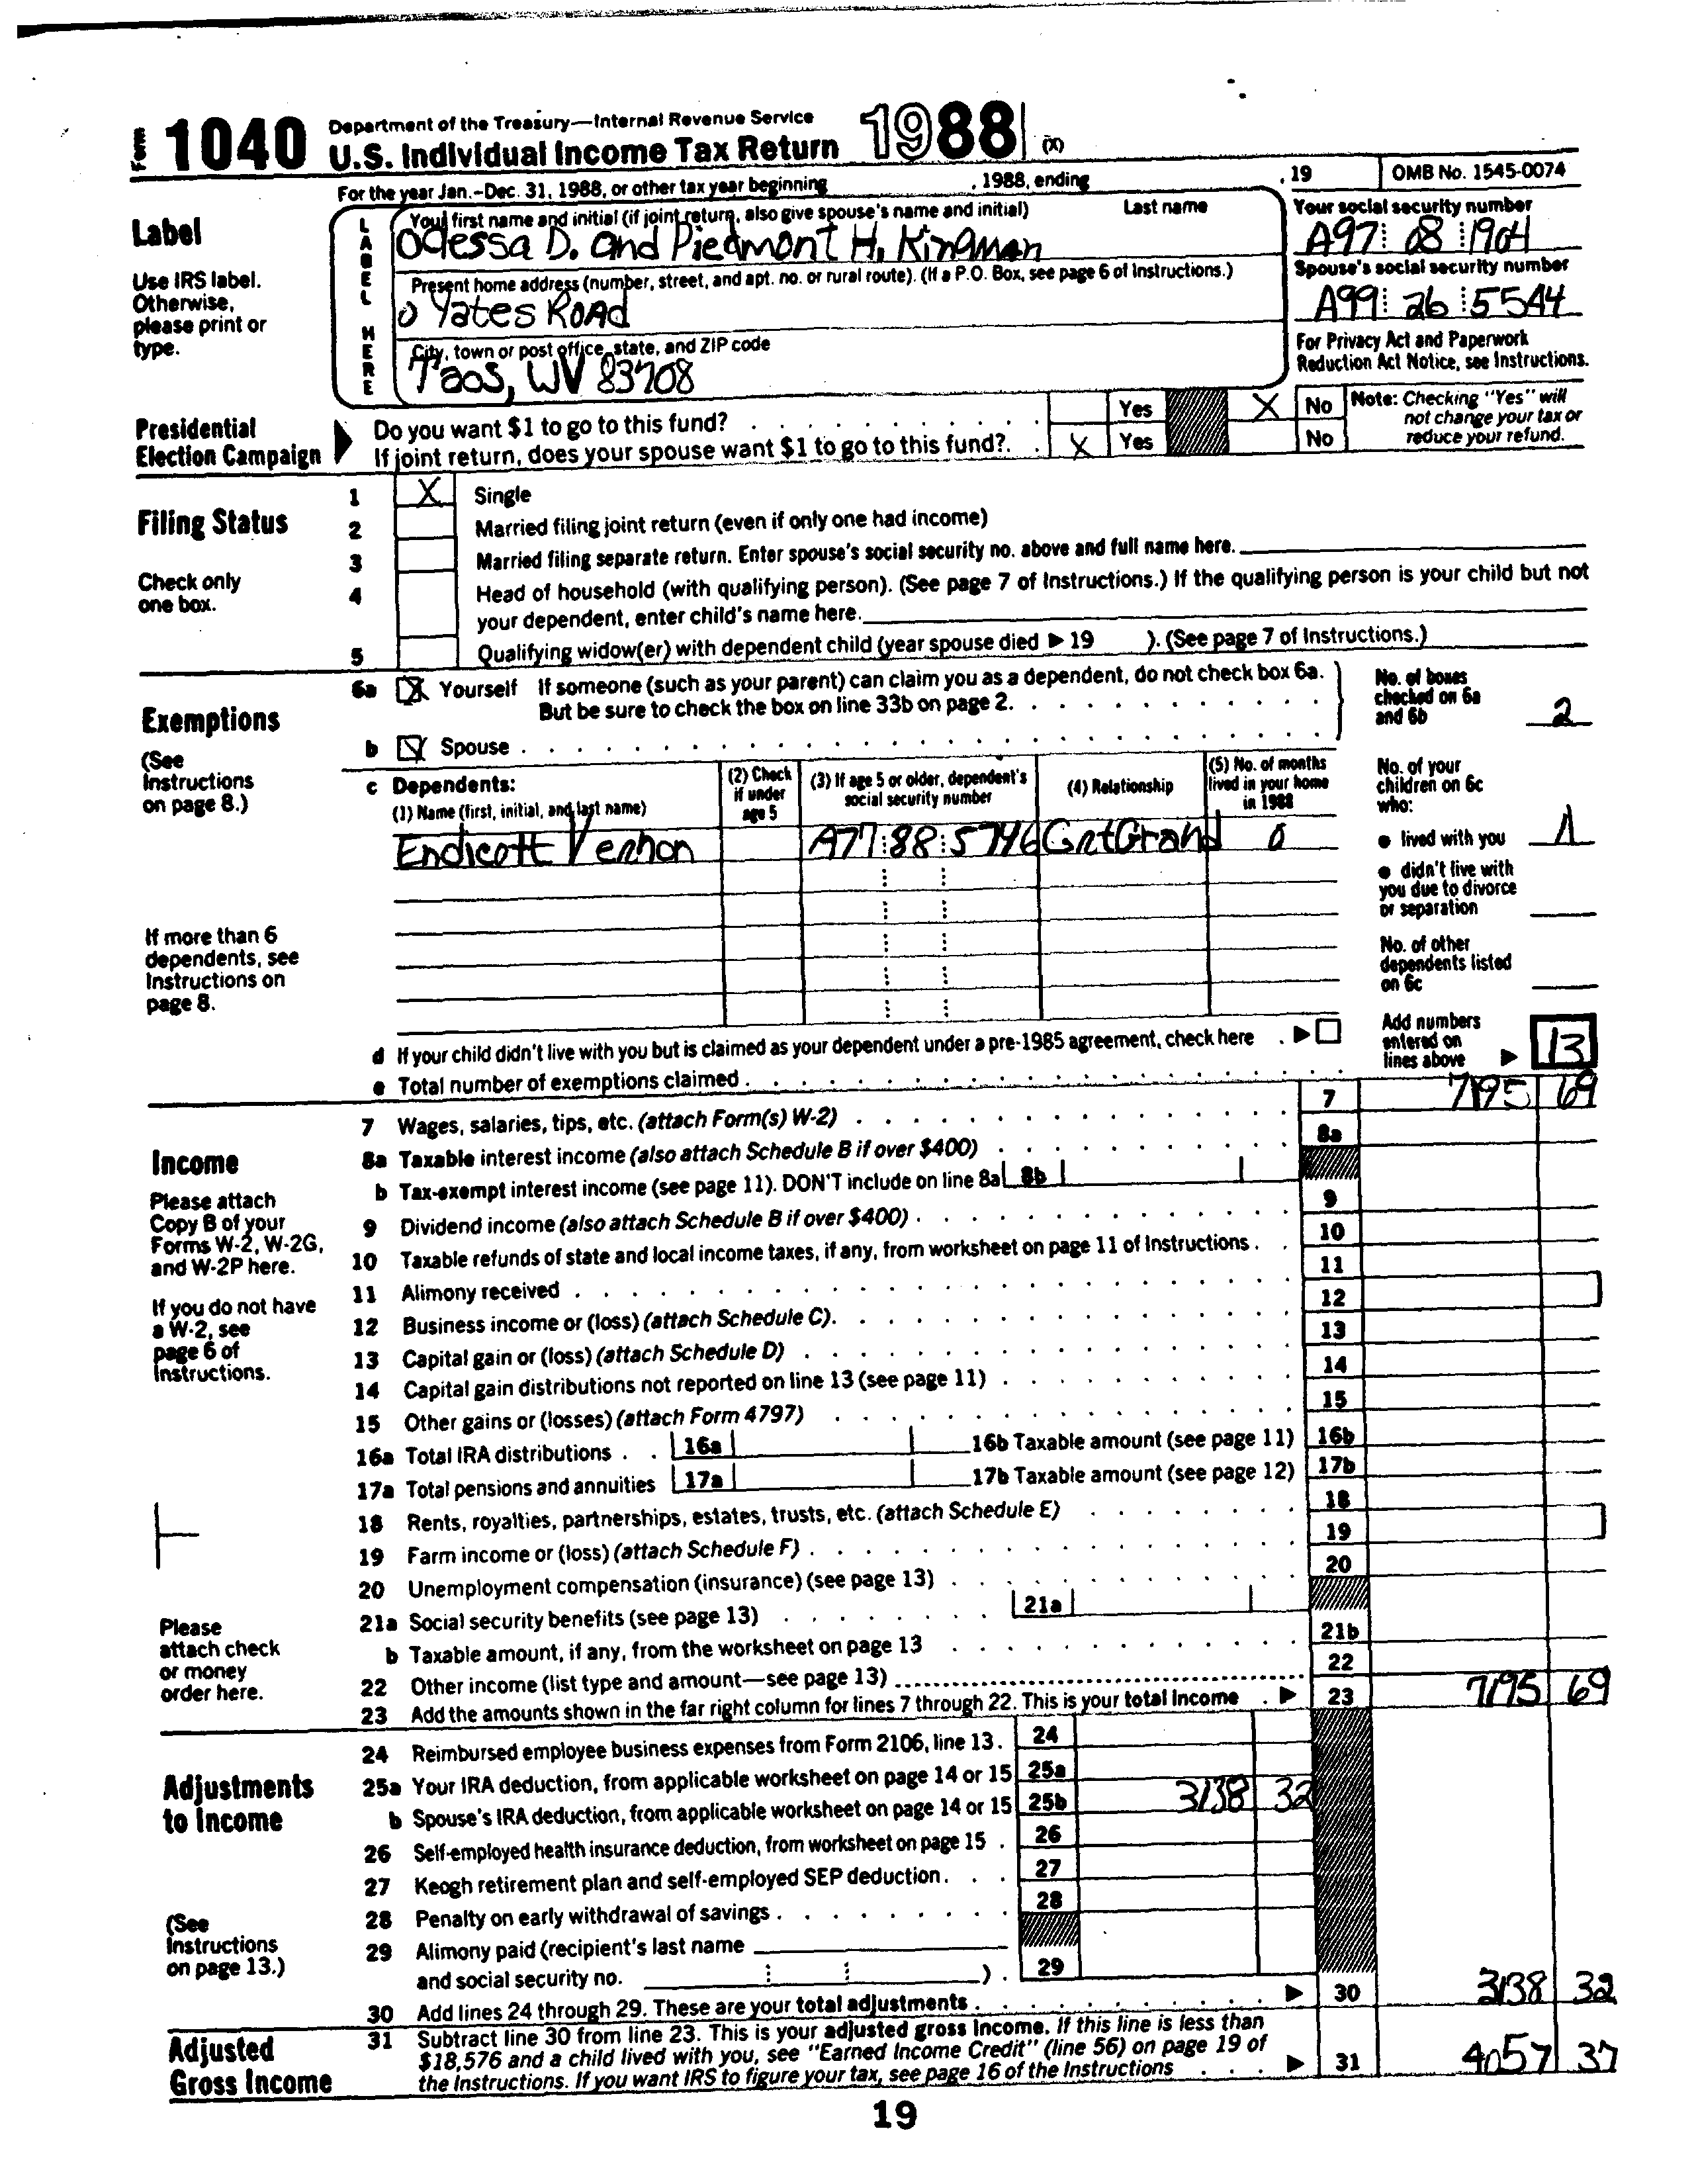 Form 1040 Department of the Treasury—Internal Revenue Service
U.S. Individual Income Tax Return 1988 (X)
For the year Jan.–Dec. 31, 1988, or other tax year beginning , 1988, ending , 19 OMB No. 1545-0074
Label
Use IRS label.
Otherwise,
please print or
type.
LABEL HERE
Your first name and initial (if joint return, also give spouse's name and initial) Last name
Odessa D. and Piedmont H. Kingman
Present home address (number, street, and apt. no. or rural route). (If a P.O. Box, see page 6 of Instructions.)
0 Yates Road
City, town or post office, state, and ZIP code
Taos, WV 83708
Your social security number
A97 08 1904
Spouse's social security number
A99 26 5544
For Privacy Act and Paperwork
Reduction Act Notice, see Instructions.
Presidential
Election Campaign
Do you want $1 to go to this fund? Yes X No
If joint return, does your spouse want $1 to go to this fund? X Yes No
Note: Checking "Yes" will
not change your tax or
reduce your refund.
Filing Status
Check only
one box.
1 X Single
2 Married filing joint return (even if only one had income)
3 Married filing separate return. Enter spouse's social security no. above and full name here.
4 Head of household (with qualifying person). (See page 7 of Instructions.) If the qualifying person is your child but not
your dependent, enter child's name here.
5 Qualifying widow(er) with dependent child (year spouse died ▶ 19 ). (See page 7 of Instructions.)
Exemptions
(See
Instructions
on page 8.)
If more than 6
dependents, see
Instructions on
page 8.
6a X Yourself If someone (such as your parent) can claim you as a dependent, do not check box 6a.
But be sure to check the box on line 33b on page 2.
b X Spouse
No. of boxes
checked on 6a
and 6b 2
c Dependents:
(1) Name (first, initial, and last name)
(2) Check
if under
age 5
(3) If age 5 or older, dependent's
social security number
(4) Relationship
(5) No. of months
lived in your home
in 1988
Endicott Vernon A77 88 5746 GrtGrand 0
No. of your
children on 6c
who:
● lived with you 1
● didn't live with
you due to divorce
or separation
No. of other
dependents listed
on 6c
Add numbers
entered on
lines above ▶ 13
d If your child didn't live with you but is claimed as your dependent under a pre-1985 agreement, check here ▶
e Total number of exemptions claimed
Income
Please attach
Copy B of your
Forms W-2, W-2G,
and W-2P here.
If you do not have
a W-2, see
page 6 of
Instructions.
Please
attach check
or money
order here.
7 Wages, salaries, tips, etc. (attach Form(s) W-2) 7 7195 69
8a Taxable interest income (also attach Schedule B if over $400) 8a
b Tax-exempt interest income (see page 11). DON'T include on line 8a 8b
9 Dividend income (also attach Schedule B if over $400) 9
10 Taxable refunds of state and local income taxes, if any, from worksheet on page 11 of Instructions 10
11 Alimony received 11
12 Business income or (loss) (attach Schedule C) 12
13 Capital gain or (loss) (attach Schedule D) 13
14 Capital gain distributions not reported on line 13 (see page 11) 14
15 Other gains or (losses) (attach Form 4797) 15
16a Total IRA distributions 16a 16b Taxable amount (see page 11) 16b
17a Total pensions and annuities 17a 17b Taxable amount (see page 12) 17b
18 Rents, royalties, partnerships, estates, trusts, etc. (attach Schedule E) 18
19 Farm income or (loss) (attach Schedule F) 19
20 Unemployment compensation (insurance) (see page 13) 20
21a Social security benefits (see page 13) 21a
b Taxable amount, if any, from the worksheet on page 13 21b
22 Other income (list type and amount—see page 13) 22
23 Add the amounts shown in the far right column for lines 7 through 22. This is your total income ▶ 23 7195 69
Adjustments
to Income
(See
Instructions
on page 13.)
24 Reimbursed employee business expenses from Form 2106, line 13. 24
25a Your IRA deduction, from applicable worksheet on page 14 or 15 25a
b Spouse's IRA deduction, from applicable worksheet on page 14 or 15 25b 3138 32
26 Self-employed health insurance deduction, from worksheet on page 15 26
27 Keogh retirement plan and self-employed SEP deduction 27
28 Penalty on early withdrawal of savings 28
29 Alimony paid (recipient's last name
and social security no. ) 29
30 Add lines 24 through 29. These are your total adjustments ▶ 30 3138 32
Adjusted
Gross Income
31 Subtract line 30 from line 23. This is your adjusted gross income. If this line is less than
$18,576 and a child lived with you, see "Earned Income Credit" (line 56) on page 19 of
the Instructions. If you want IRS to figure your tax, see page 16 of the Instructions ▶ 31 4057 37
19